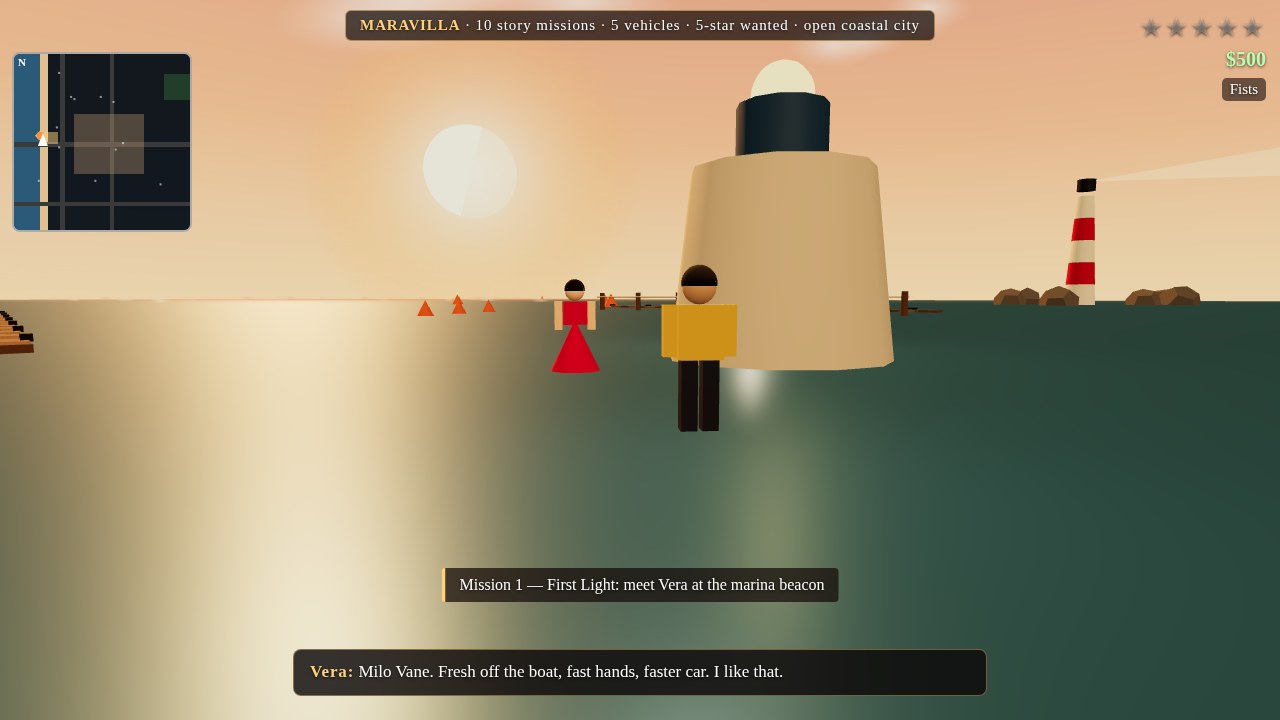 MARAVILLA · 10 story missions · 5 vehicles · 5-star wanted · open coastal city
N
$500
Fists
Mission 1 — First Light: meet Vera at the marina beacon
Vera: Milo Vane. Fresh off the boat, fast hands, faster car. I like that.